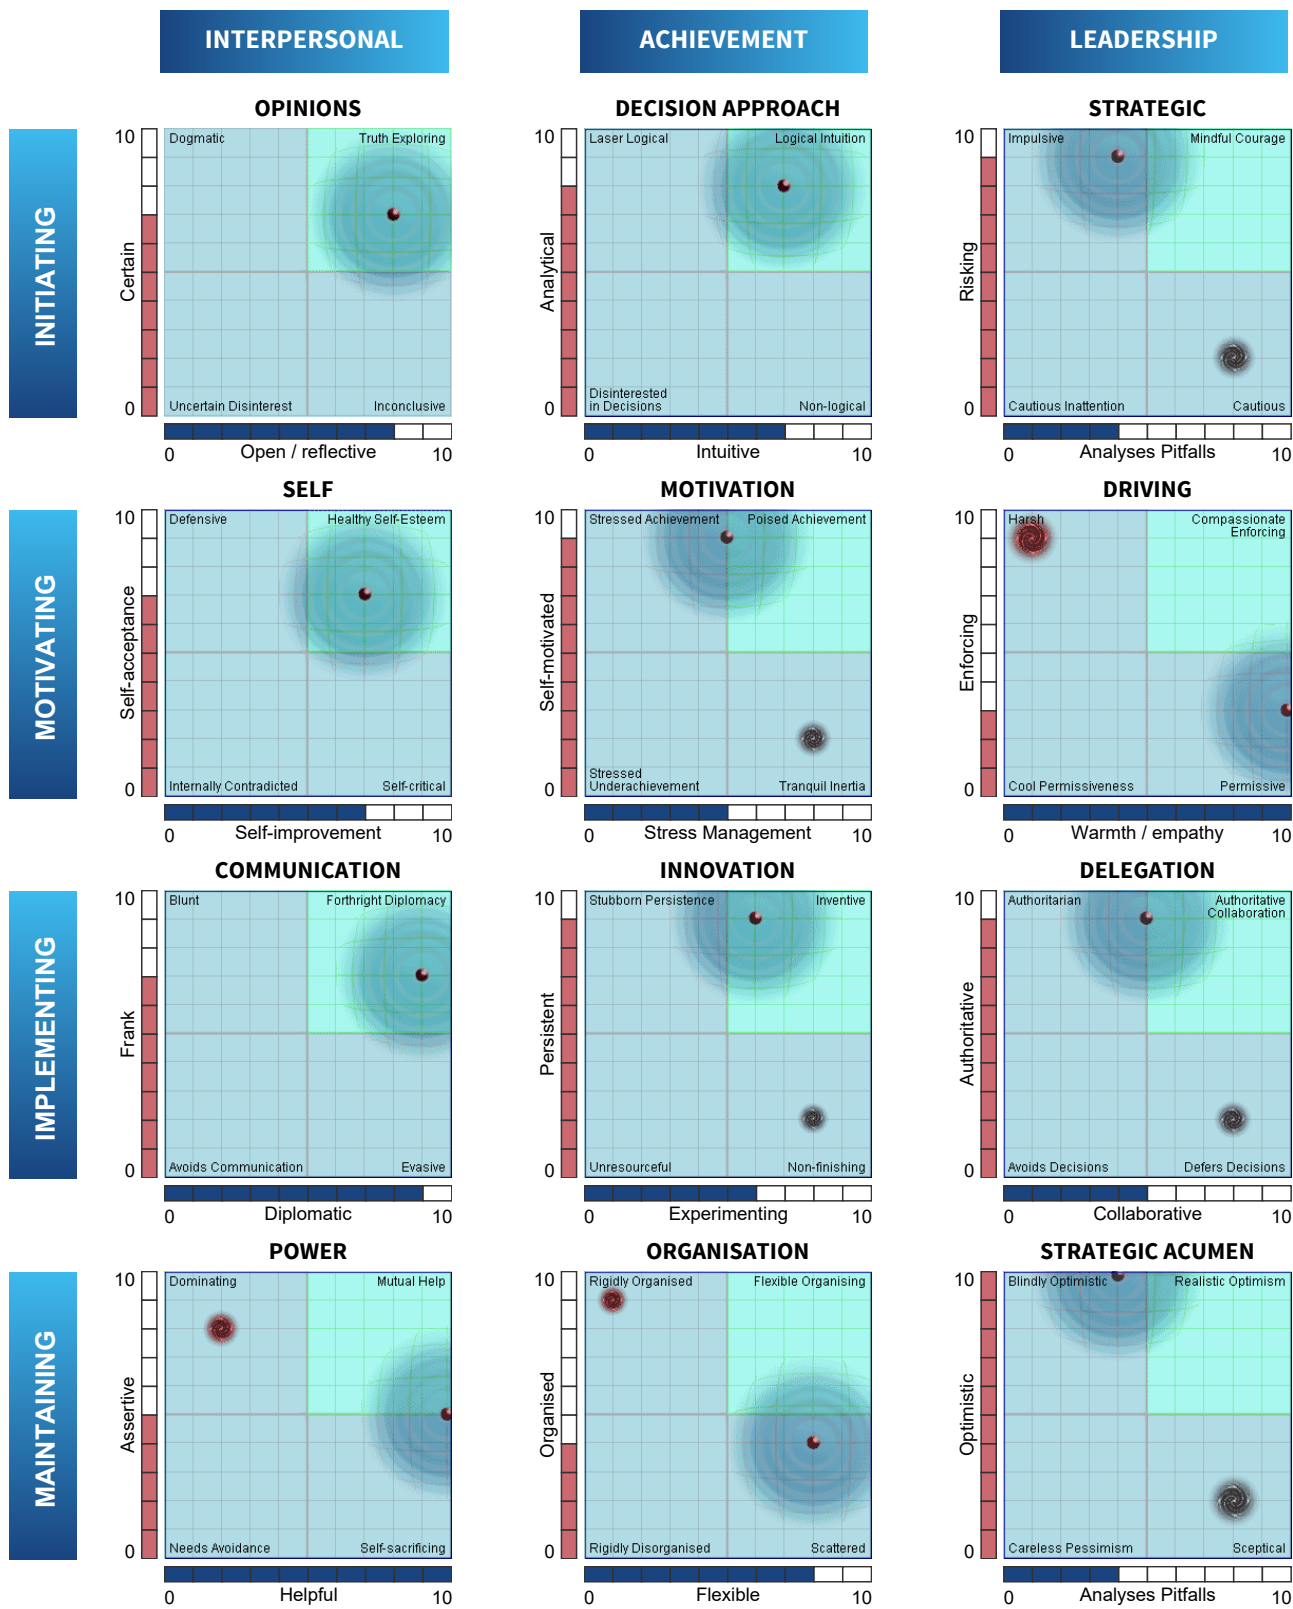 INTERPERSONAL
ACHIEVEMENT
LEADERSHIP
INITIATING
OPINIONS
10
Dogmatic
Truth Exploring
Certain
Uncertain Disinterest
Inconclusive
0
0
Open / reflective
10
DECISION APPROACH
10
Laser Logical
Logical Intuition
Analytical
Disinterested
in Decisions
Non-logical
0
0
Intuitive
10
STRATEGIC
10
Impulsive
Mindful Courage
Risking
Cautious Inattention
Cautious
0
0
Analyses Pitfalls
10
MOTIVATING
SELF
10
Defensive
Healthy Self-Esteem
Self-acceptance
Internally Contradicted
Self-critical
0
0
Self-improvement
10
MOTIVATION
10
Stressed Achievement
Poised Achievement
Self-motivated
Stressed
Underachievement
Tranquil Inertia
0
0
Stress Management
10
DRIVING
10
Harsh
Compassionate
Enforcing
Enforcing
Cool Permissiveness
Permissive
0
0
Warmth / empathy
10
IMPLEMENTING
COMMUNICATION
10
Blunt
Forthright Diplomacy
Frank
Avoids Communication
Evasive
0
0
Diplomatic
10
INNOVATION
10
Stubborn Persistence
Inventive
Persistent
Unresourceful
Non-finishing
0
0
Experimenting
10
DELEGATION
10
Authoritarian
Authoritative
Collaboration
Authoritative
Avoids Decisions
Defers Decisions
0
0
Collaborative
10
MAINTAINING
POWER
10
Dominating
Mutual Help
Assertive
Needs Avoidance
Self-sacrificing
0
0
Helpful
10
ORGANISATION
10
Rigidly Organised
Flexible Organising
Organised
Rigidly Disorganised
Scattered
0
0
Flexible
10
STRATEGIC ACUMEN
10
Blindly Optimistic
Realistic Optimism
Optimistic
Careless Pessimism
Sceptical
0
0
Analyses Pitfalls
10